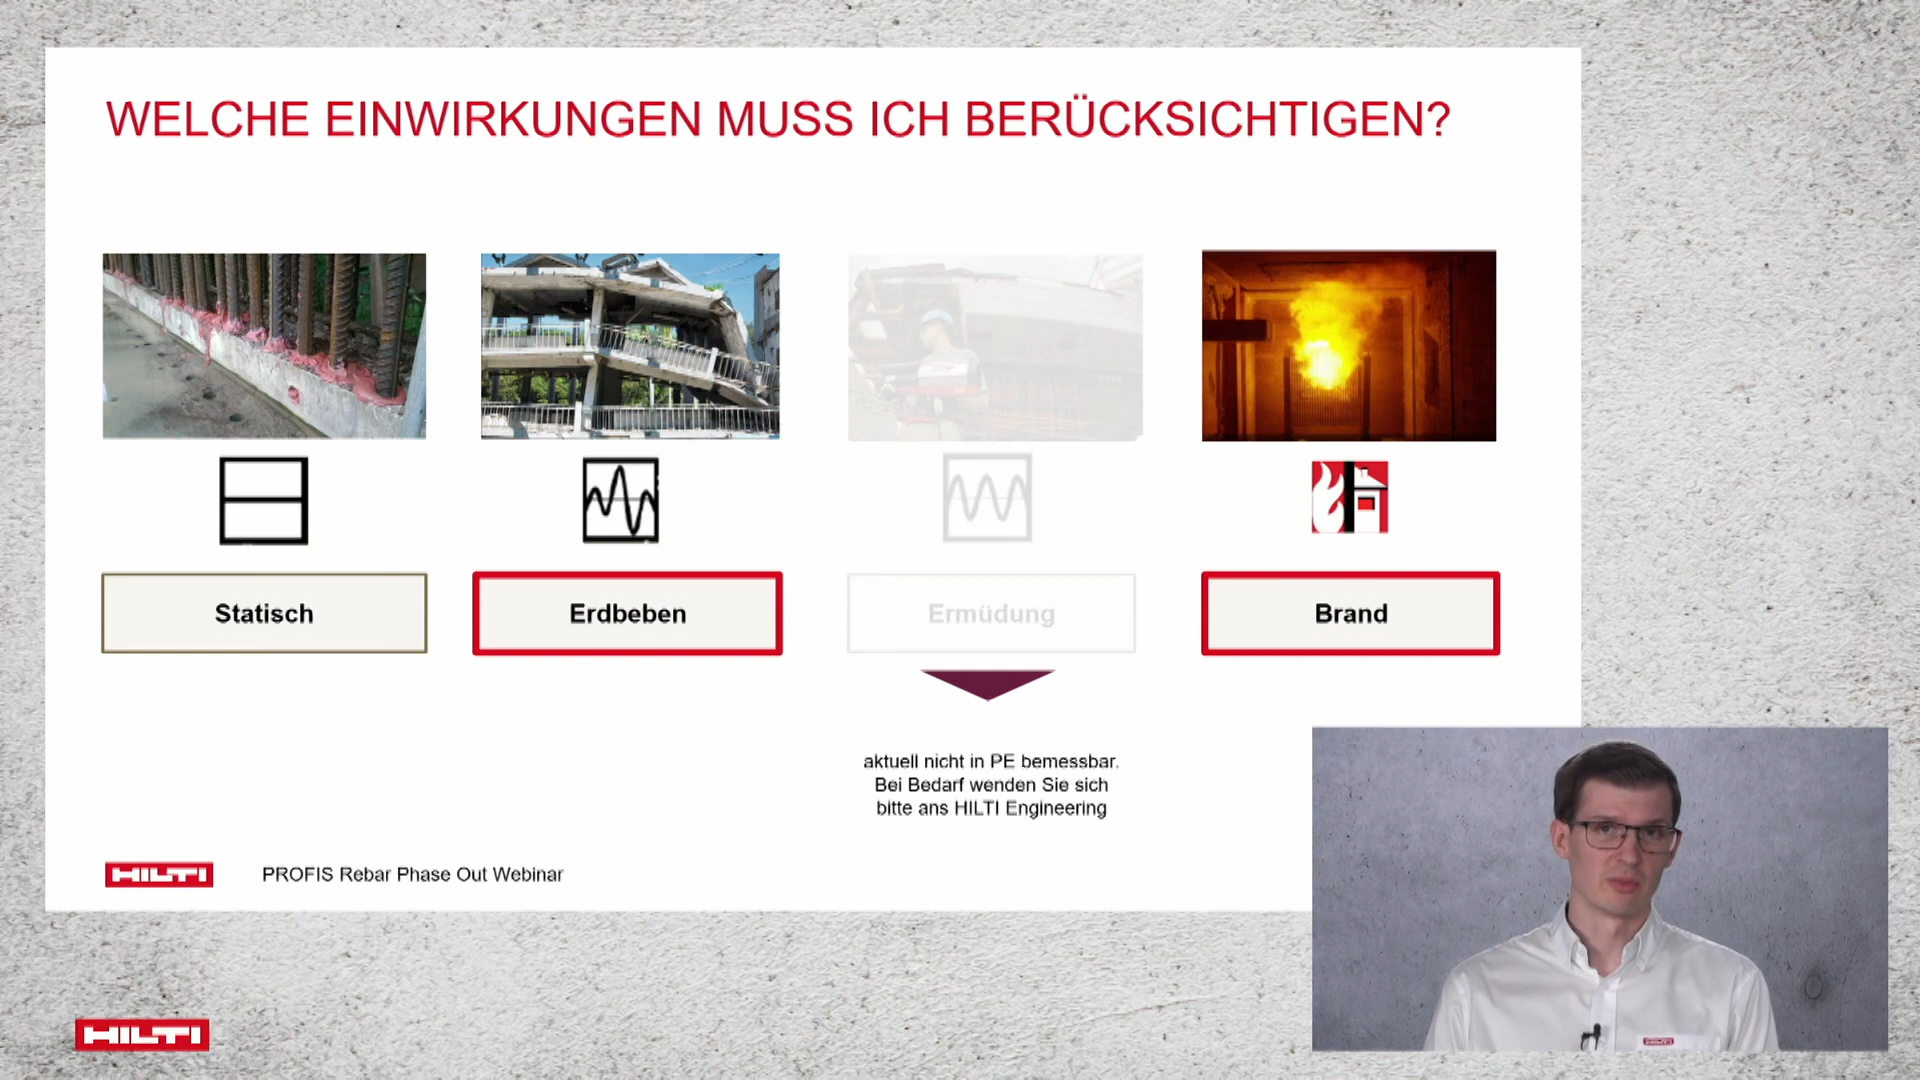 WELCHE EINWIRKUNGEN MUSS ICH BERÜCKSICHTIGEN?
Statisch
Erdbeben
Ermüdung
Brand
aktuell nicht in PE bemessbar.
Bei Bedarf wenden Sie sich
bitte ans HILTI Engineering
HILTI
PROFIS Rebar Phase Out Webinar
HILTI
HILTI